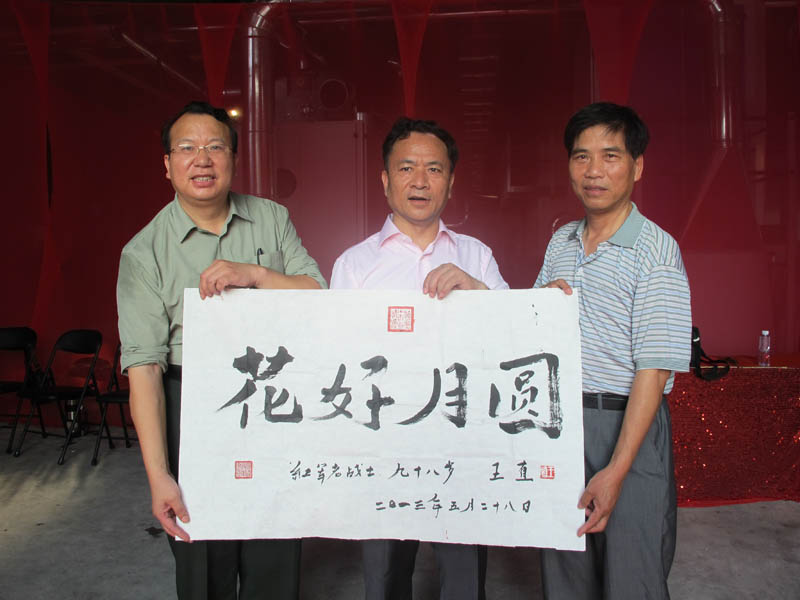 花好月圆
红军老战士 九十八岁 王直
二〇一三年五月二十八日